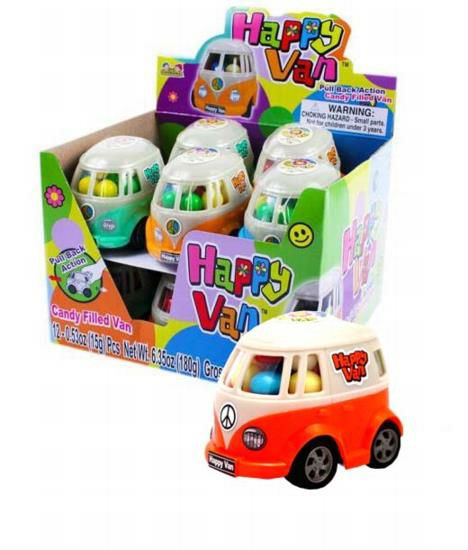 Happy
Van™
Pull Back Action
Candy Filled Van
WARNING:
CHOKING HAZARD - Small parts.
Not for children under 3 years.
Happy Van
Pull Back
Action
Happy
Van
Candy Filled Van
12 - 0.53oz (15g) Pcs Net Wt. 6.35oz (180g)
Happy
Van
Happy Van